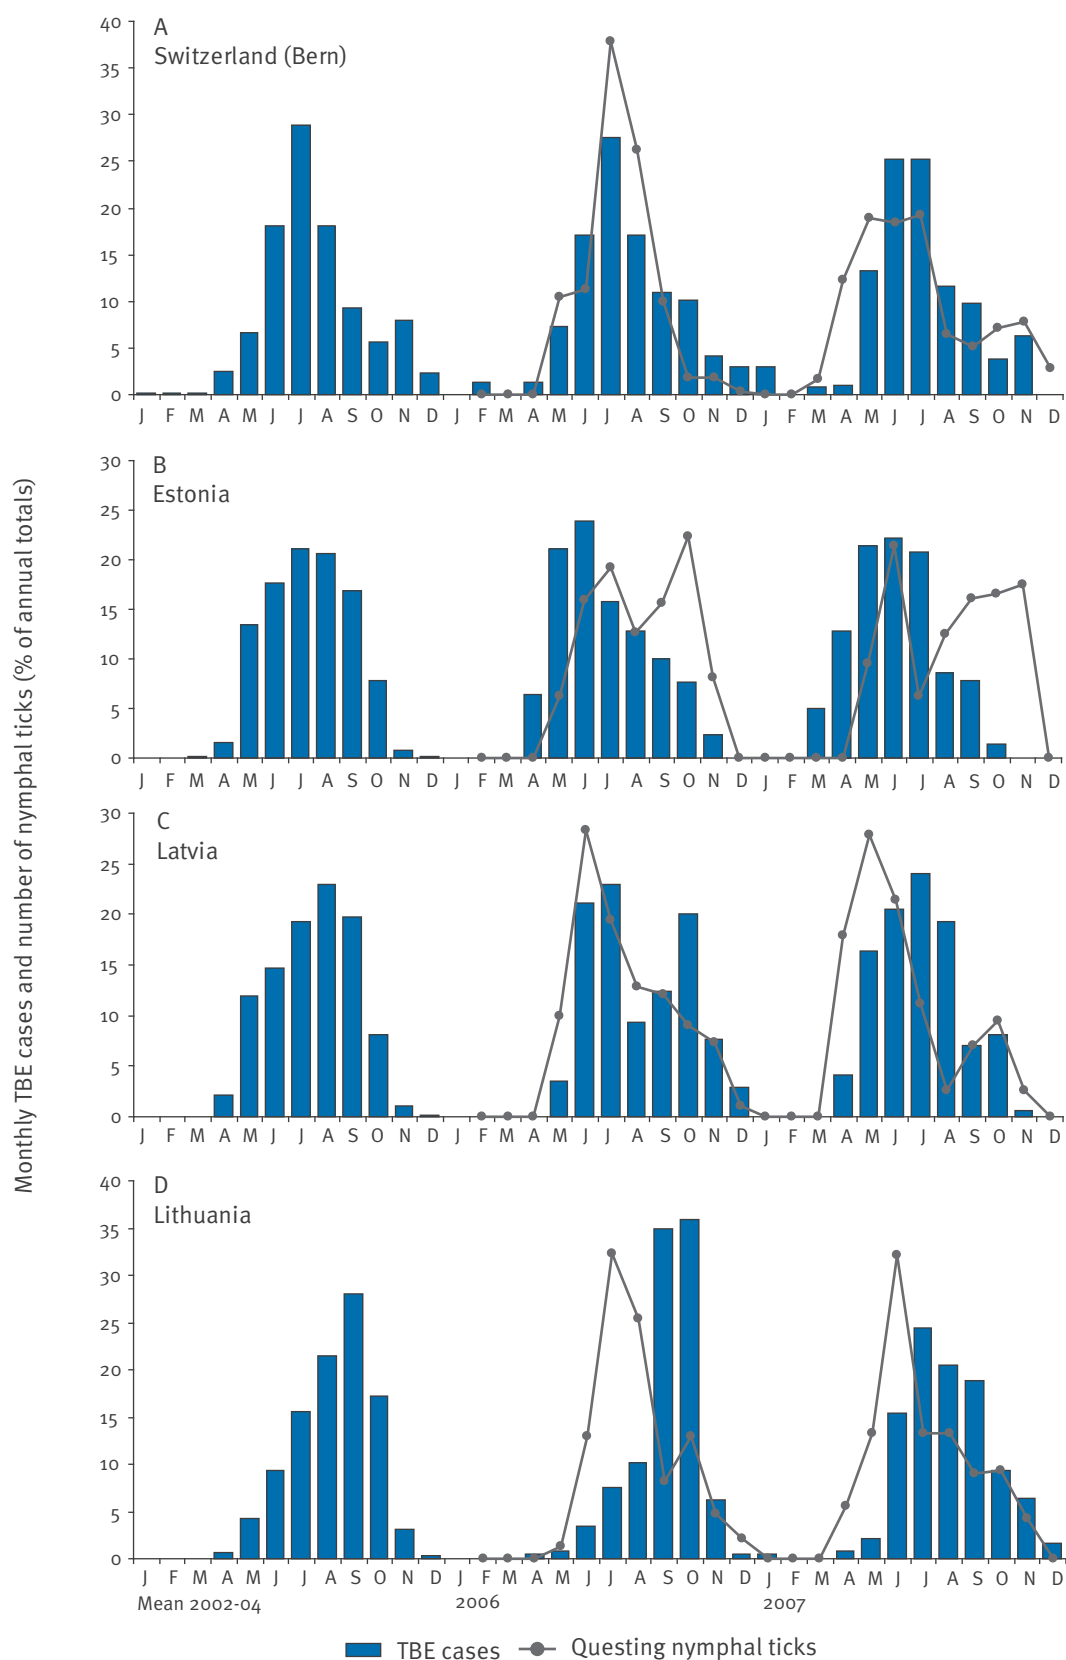 Monthly TBE cases and number of nymphal ticks (% of annual totals)
A
Switzerland (Bern)
40
35
30
25
20
15
10
5
0
J F M A M J J A S O N D J F M A M J J A S O N D J F M A M J J A S O N D
B
Estonia
30
25
20
15
10
5
0
J F M A M J J A S O N D J F M A M J J A S O N D J F M A M J J A S O N D
C
Latvia
30
25
20
15
10
5
0
J F M A M J J A S O N D J F M A M J J A S O N D J F M A M J J A S O N D
D
Lithuania
40
35
30
25
20
15
10
5
0
J F M A M J J A S O N D J F M A M J J A S O N D J F M A M J J A S O N D
Mean 2002-04 2006 2007
TBE cases Questing nymphal ticks